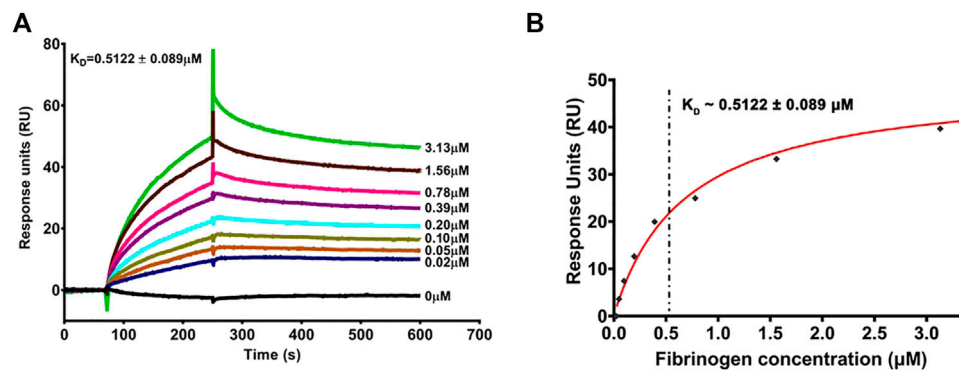 A
K_D=0.5122 ± 0.089μM
80
60
40
20
0
Response units (RU)
3.13μM
1.56μM
0.78μM
0.39μM
0.20μM
0.10μM
0.05μM
0.02μM
0μM
0 100 200 300 400 500 600 700
Time (s)
B
50
40
30
20
10
0
Response Units (RU)
K_D ~ 0.5122 ± 0.089 μM
0.0 0.5 1.0 1.5 2.0 2.5 3.0
Fibrinogen concentration (μM)